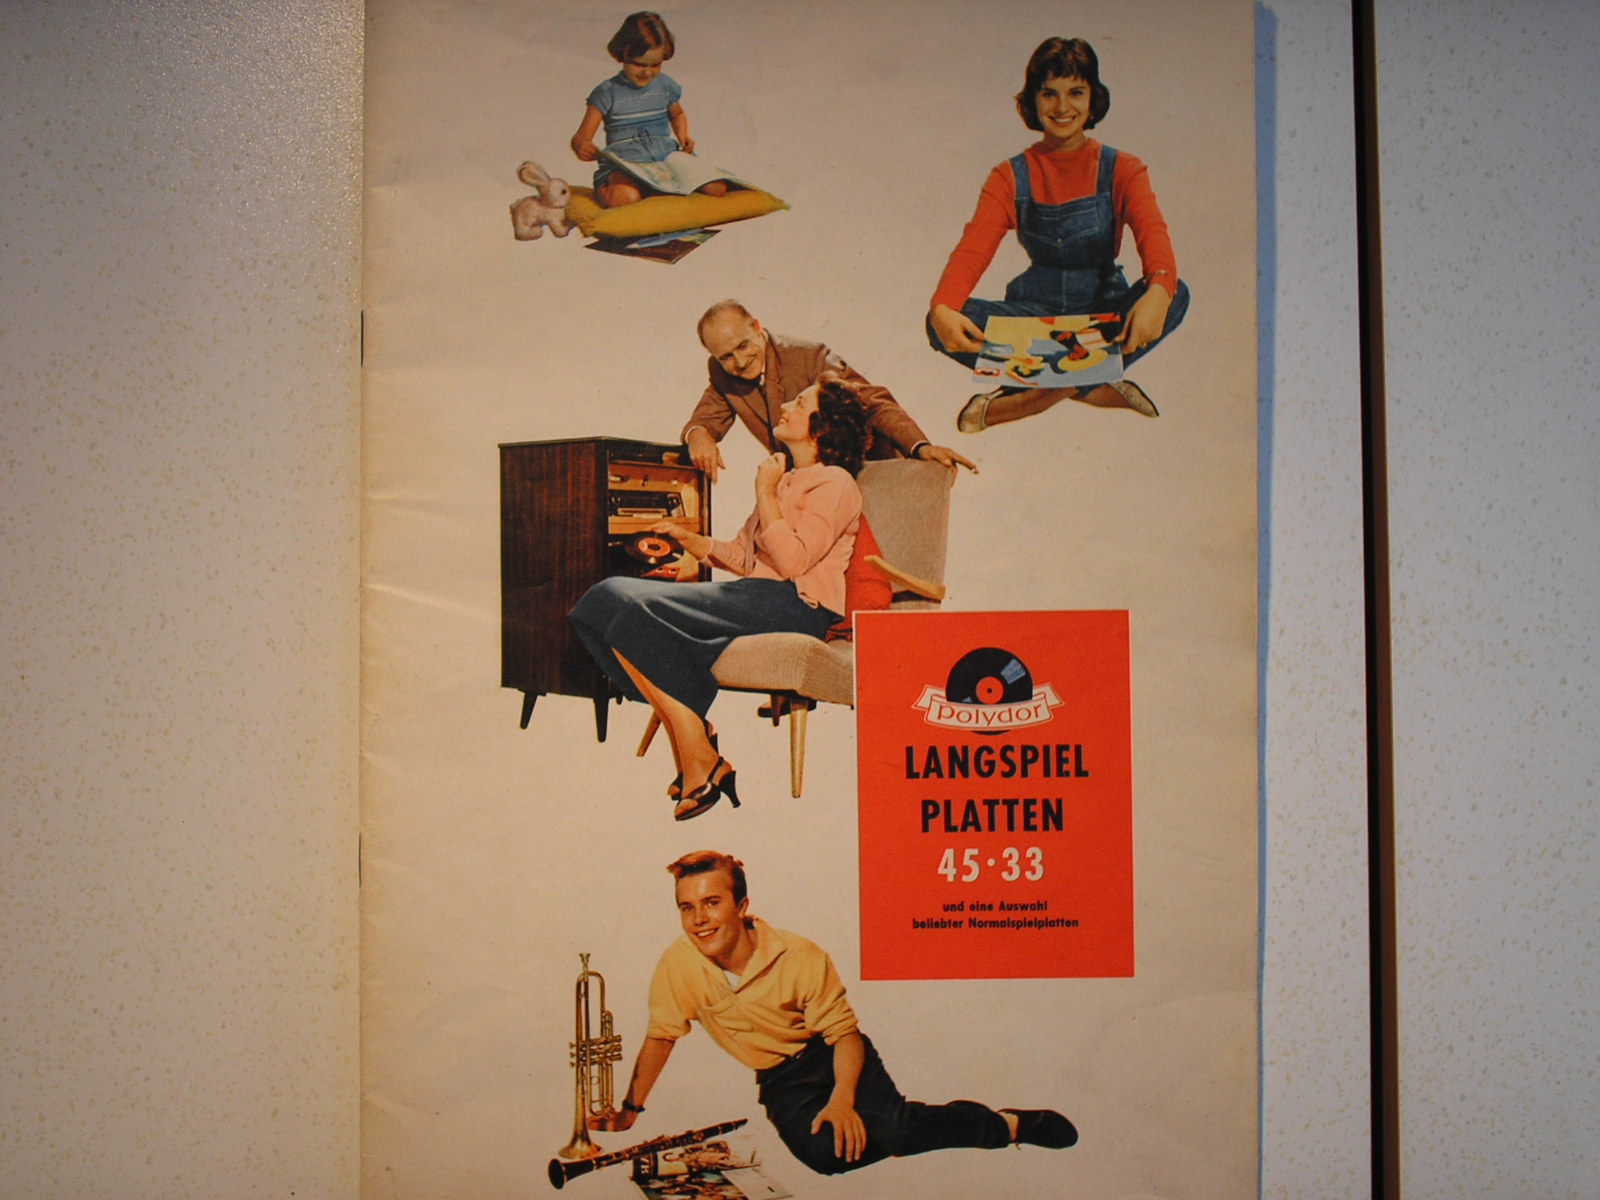 polydor
LANGSPIEL
PLATTEN
45·33
und eine Auswahl
beliebter Normalspielplatten